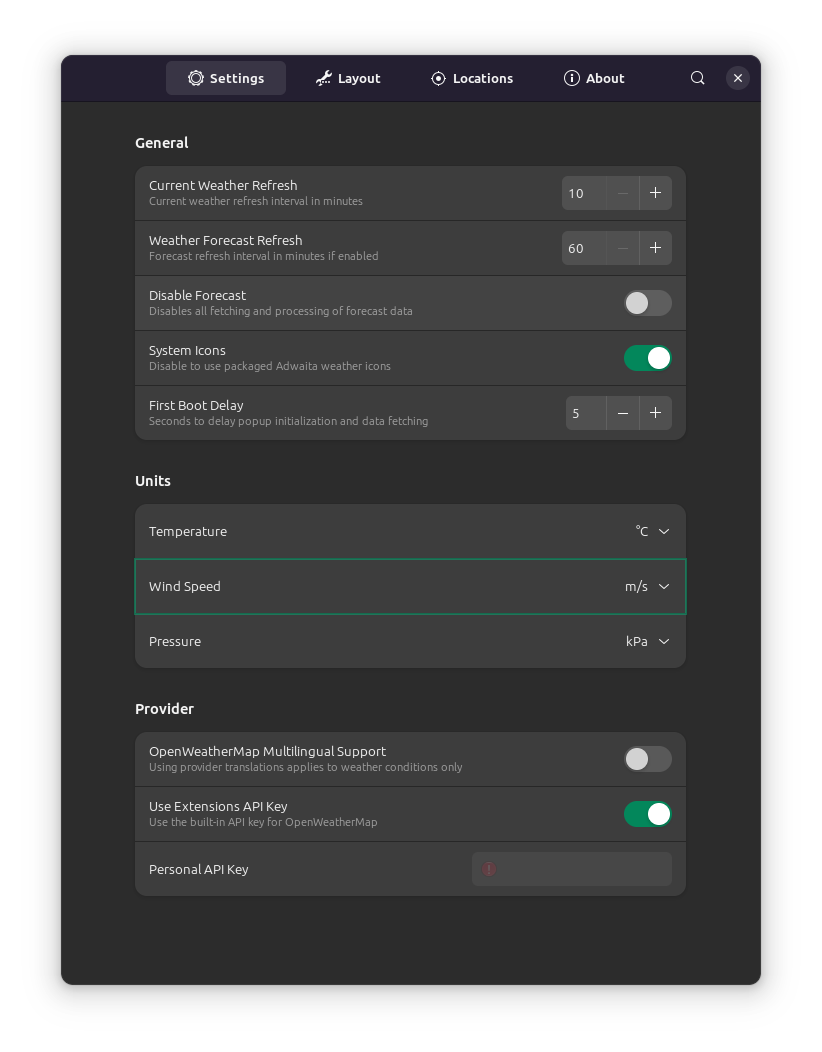 Settings
Layout
Locations
About
General
Current Weather Refresh
Current weather refresh interval in minutes
10
Weather Forecast Refresh
Forecast refresh interval in minutes if enabled
60
Disable Forecast
Disables all fetching and processing of forecast data
System Icons
Disable to use packaged Adwaita weather icons
First Boot Delay
Seconds to delay popup initialization and data fetching
5
Units
Temperature
°C
Wind Speed
m/s
Pressure
kPa
Provider
OpenWeatherMap Multilingual Support
Using provider translations applies to weather conditions only
Use Extensions API Key
Use the built-in API key for OpenWeatherMap
Personal API Key